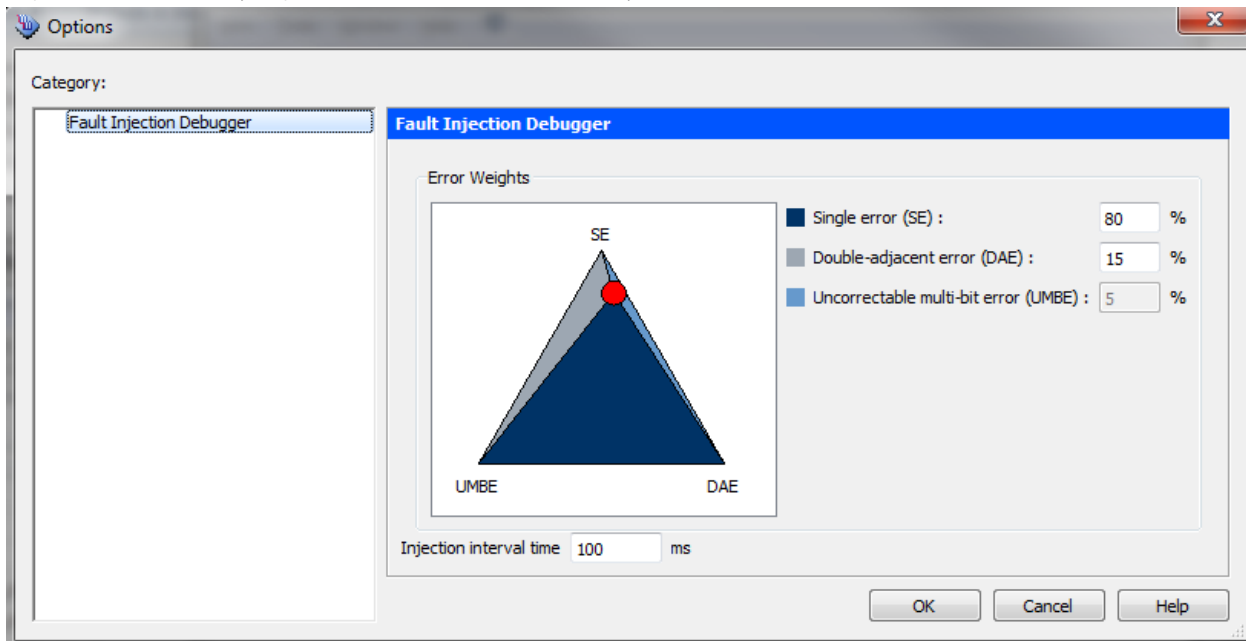 Options
Category:
Fault Injection Debugger
Fault Injection Debugger
Error Weights
SE
UMBE
DAE
Single error (SE) : 80 %
Double-adjacent error (DAE) : 15 %
Uncorrectable multi-bit error (UMBE) : 5 %
Injection interval time 100 ms
OK Cancel Help